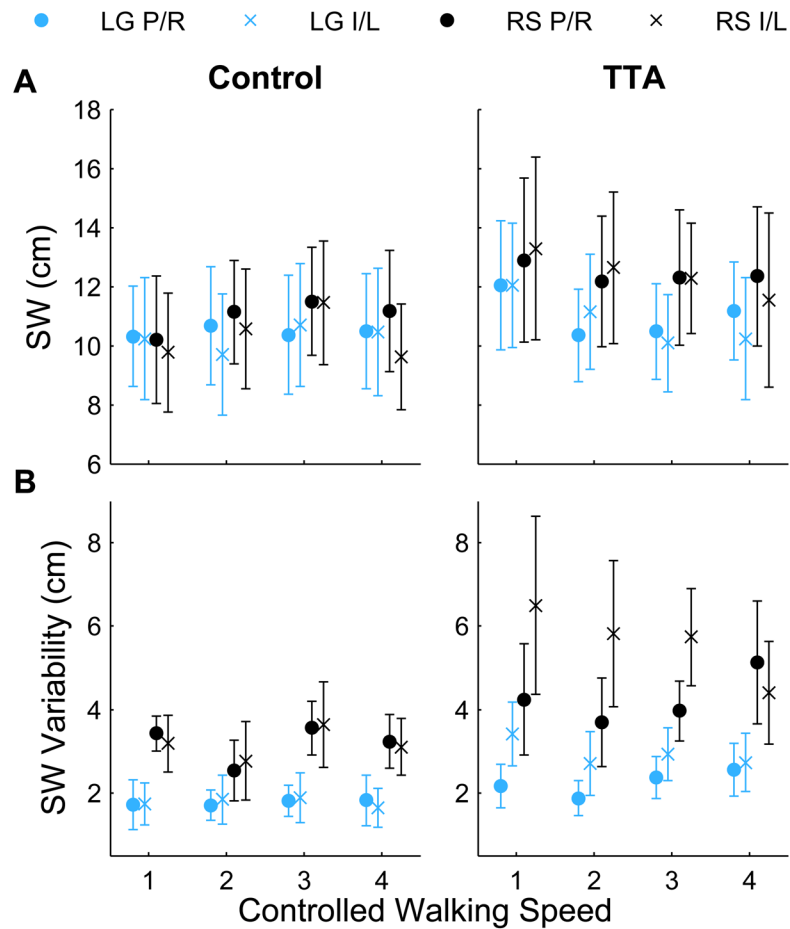 LG P/R LG I/L RS P/R RS I/L
A
Control TTA
SW (cm)
18
16
14
12
10
8
6
B
SW Variability (cm)
8
6
4
2
8
6
4
2
1 2 3 4 1 2 3 4
Controlled Walking Speed